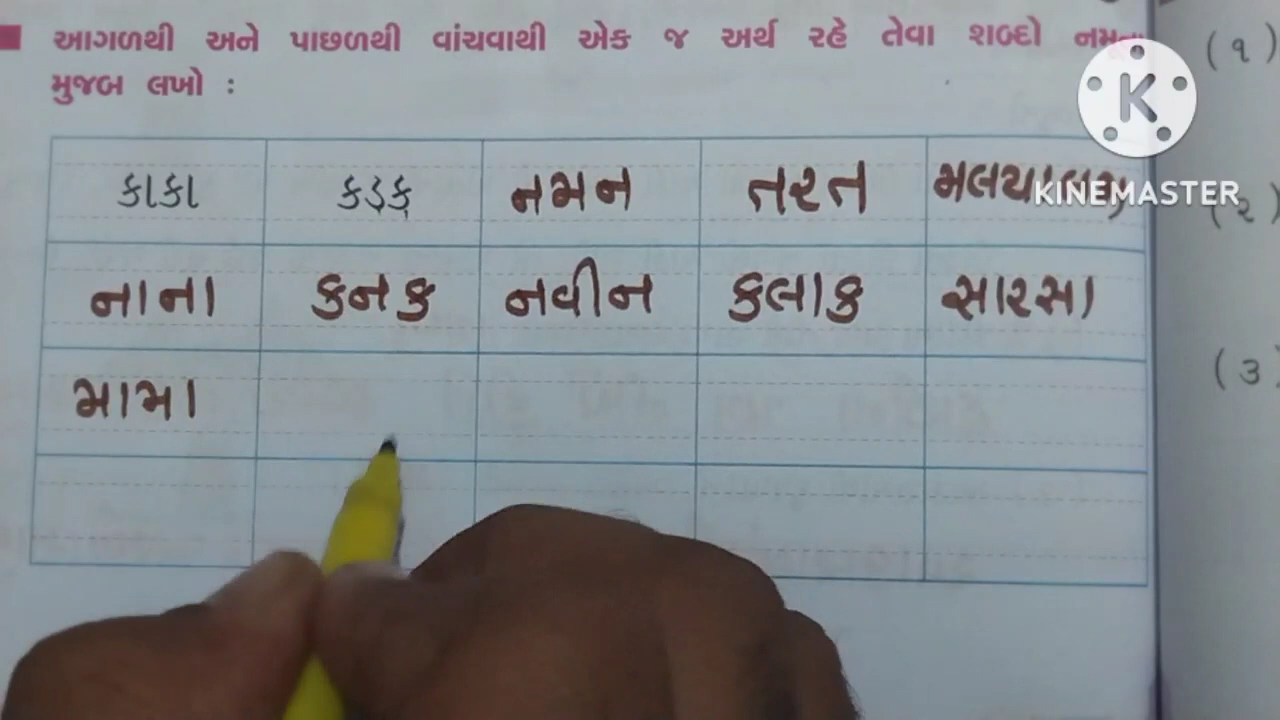 આગળથી અને પાછળથી વાંચવાથી એક જ અર્થ રહે તેવા શબ્દો નમૂના
મુજબ લખો :
(૧)
કાકા કડક નમન તરત
KINEMASTER
(૨)
નાના કનક નવીન કલાક સારસા
(૩)
મામા